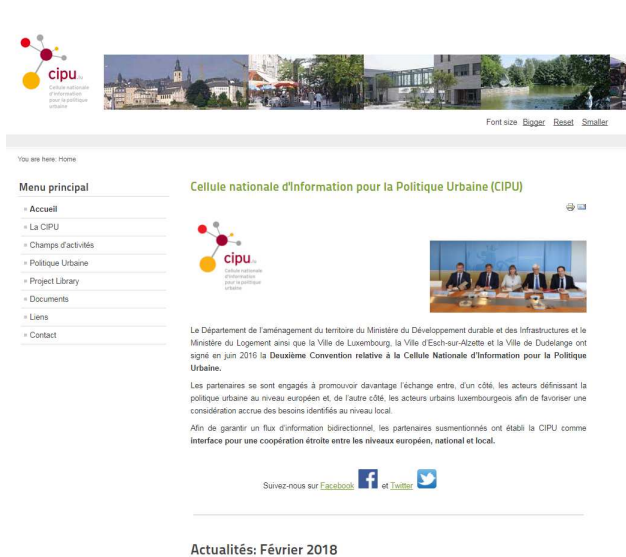 cipu.lu
Cellule nationale
d'information
pour la politique
urbaine
Font size Bigger Reset Smaller
You are here: Home
Menu principal
Accueil
La CIPU
Champs d'activités
Politique Urbaine
Project Library
Documents
Liens
Contact
Cellule nationale d'Information pour la Politique Urbaine (CIPU)
cipu.lu
Cellule nationale
d'information
pour la politique
urbaine
Le Département de l'aménagement du territoire du Ministère du Développement durable et des Infrastructures et le
Ministère du Logement ainsi que la Ville de Luxembourg, la Ville d'Esch-sur-Alzette et la Ville de Dudelange ont
signé en juin 2016 la Deuxième Convention relative à la Cellule Nationale d'Information pour la Politique
Urbaine.
Les partenaires se sont engagés à promouvoir davantage l'échange entre, d'un côté, les acteurs définissant la
politique urbaine au niveau européen et, de l'autre côté, les acteurs urbains luxembourgeois afin de favoriser une
considération accrue des besoins identifiés au niveau local.
Afin de garantir un flux d'information bidirectionnel, les partenaires susmentionnés ont établi la CIPU comme
interface pour une coopération étroite entre les niveaux européen, national et local.
Suivez-nous sur Facebook et Twitter
Actualités: Février 2018